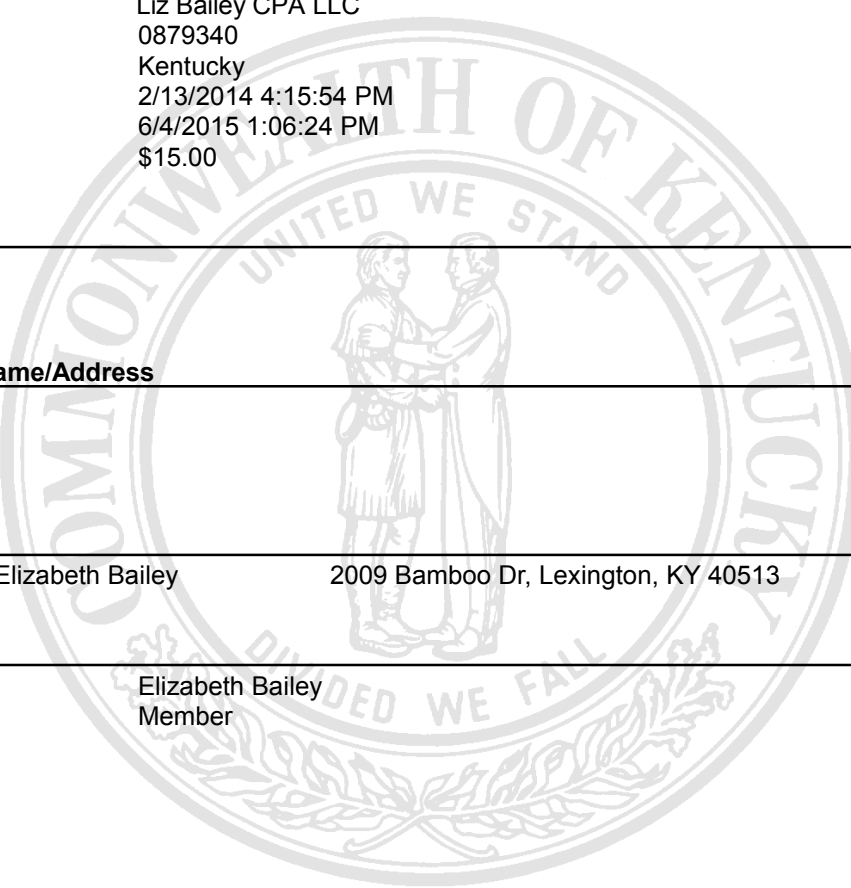 Liz Bailey CPA LLC
0879340
Kentucky
2/13/2014 4:15:54 PM
6/4/2015 1:06:24 PM
$15.00
COMMONWEALTH OF KENTUCKY
UNITED WE STAND
ame/Address
Elizabeth Bailey 2009 Bamboo Dr, Lexington, KY 40513
DIVIDED WE FALL
Elizabeth Bailey
Member